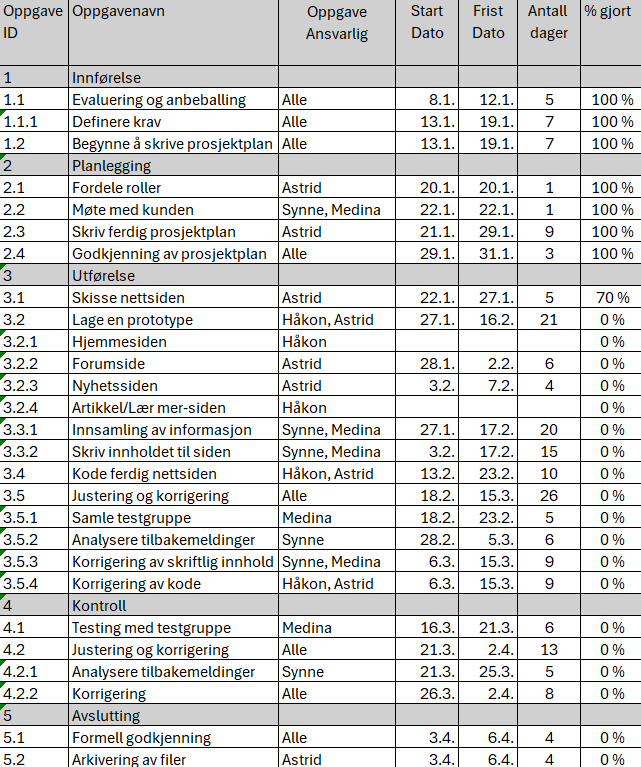 Oppgave ID Oppgavenavn Oppgave Ansvarlig Start Dato Frist Dato Antall dager % gjort
1 Innførelse
1.1 Evaluering og anbeballing Alle 8.1. 12.1. 5 100 %
1.1.1 Definere krav Alle 13.1. 19.1. 7 100 %
1.2 Begynne å skrive prosjektplan Alle 13.1. 19.1. 7 100 %
2 Planlegging
2.1 Fordele roller Astrid 20.1. 20.1. 1 100 %
2.2 Møte med kunden Synne, Medina 22.1. 22.1. 1 100 %
2.3 Skriv ferdig prosjektplan Astrid 21.1. 29.1. 9 100 %
2.4 Godkjenning av prosjektplan Alle 29.1. 31.1. 3 100 %
3 Utførelse
3.1 Skisse nettsiden Astrid 22.1. 27.1. 5 70 %
3.2 Lage en prototype Håkon, Astrid 27.1. 16.2. 21 0 %
3.2.1 Hjemmesiden Håkon 0 %
3.2.2 Forumside Astrid 28.1. 2.2. 6 0 %
3.2.3 Nyhetssiden Astrid 3.2. 7.2. 4 0 %
3.2.4 Artikkel/Lær mer-siden Håkon 0 %
3.3.1 Innsamling av informasjon Synne, Medina 27.1. 17.2. 20 0 %
3.3.2 Skriv innholdet til siden Synne, Medina 3.2. 17.2. 15 0 %
3.4 Kode ferdig nettsiden Håkon, Astrid 13.2. 23.2. 10 0 %
3.5 Justering og korrigering Alle 18.2. 15.3. 26 0 %
3.5.1 Samle testgruppe Medina 18.2. 23.2. 5 0 %
3.5.2 Analysere tilbakemeldinger Synne 28.2. 5.3. 6 0 %
3.5.3 Korrigering av skriftlig innhold Synne, Medina 6.3. 15.3. 9 0 %
3.5.4 Korrigering av kode Håkon, Astrid 6.3. 15.3. 9 0 %
4 Kontroll
4.1 Testing med testgruppe Medina 16.3. 21.3. 6 0 %
4.2 Justering og korrigering Alle 21.3. 2.4. 13 0 %
4.2.1 Analysere tilbakemeldinger Synne 21.3. 25.3. 5 0 %
4.2.2 Korrigering Alle 26.3. 2.4. 8 0 %
5 Avslutting
5.1 Formell godkjenning Alle 3.4. 6.4. 4 0 %
5.2 Arkivering av filer Astrid 3.4. 6.4. 4 0 %